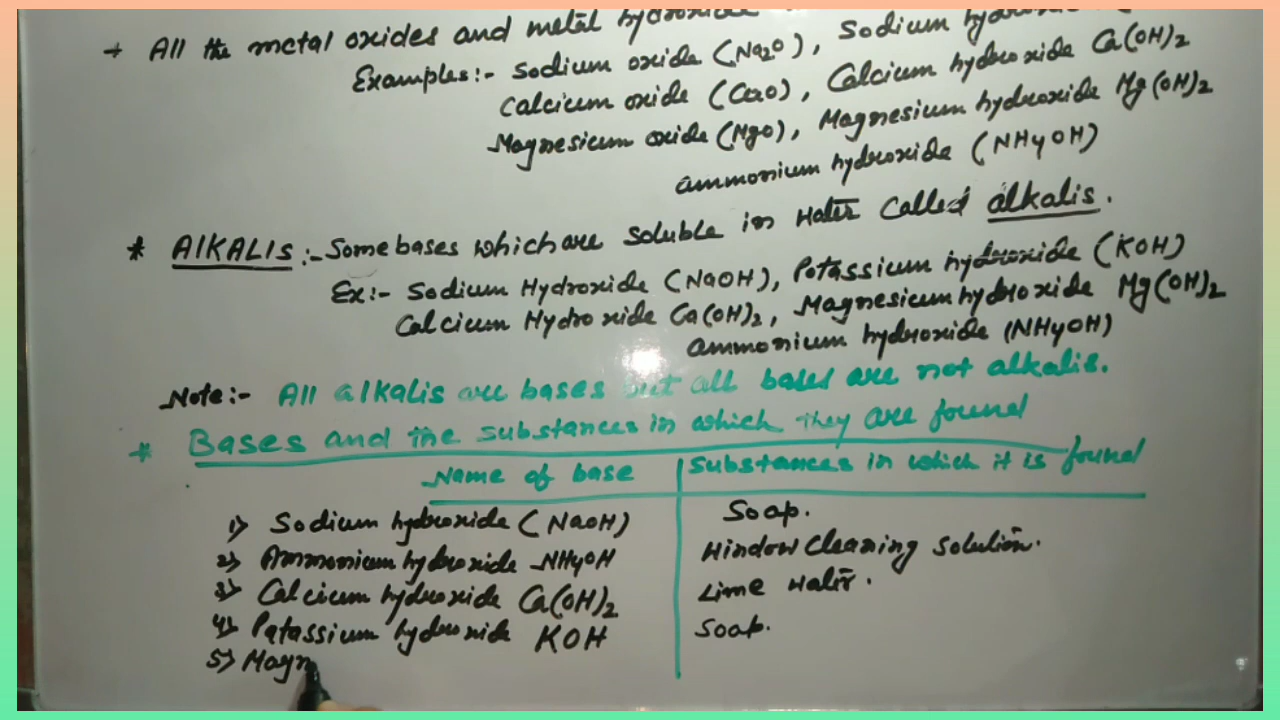 → All the metal oxides and metal hydroxide
Examples:- Sodium oxide (Na2O), Sodium hydroxide
Calcium oxide (CaO), Calcium hydroxide Ca(OH)2
Magnesium oxide (MgO), Magnesium hydroxide Mg(OH)2
ammonium hydroxide (NH4OH)
* AlKALIS :- Some bases which are soluble in Water Called alkalis.
Ex:- Sodium Hydroxide (NaOH), Potassium hydroxide (KOH)
Calcium Hydroxide Ca(OH)2, Magnesium hydroxide Mg(OH)2
ammonium hydroxide (NH4OH)
Note:- All alkalis are bases but all bases are not alkalis.
* Bases and the substances in which they are found
Name of base | Substances in which it is found
1) Sodium hydroxide (NaOH) Soap.
2) Ammonium hydroxide NH4OH Window Cleaning Solution.
3) Calcium hydroxide Ca(OH)2 Lime Water.
4) Patassium hydroxide KOH Soap.
5) Magn